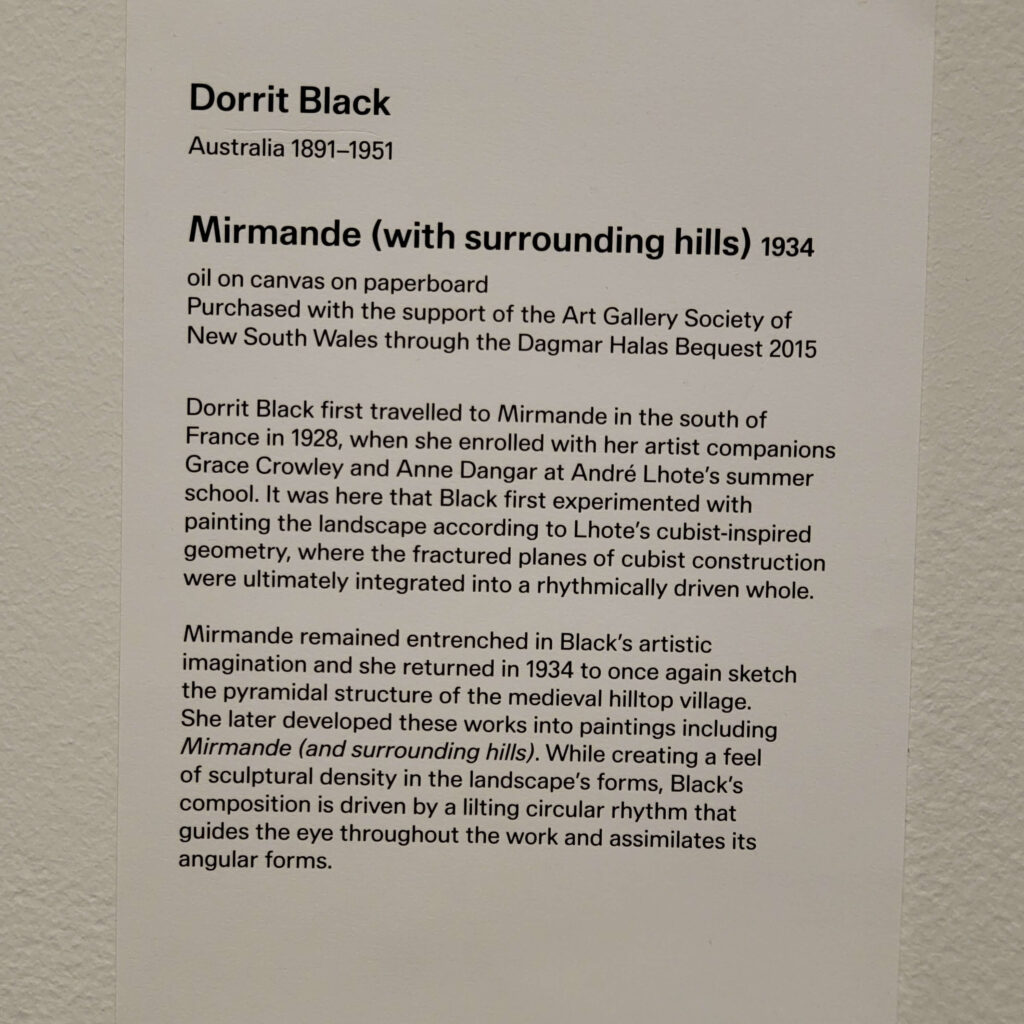 Dorrit Black
Australia 1891–1951
Mirmande (with surrounding hills) 1934
oil on canvas on paperboard
Purchased with the support of the Art Gallery Society of
New South Wales through the Dagmar Halas Bequest 2015
Dorrit Black first travelled to Mirmande in the south of
France in 1928, when she enrolled with her artist companions
Grace Crowley and Anne Dangar at André Lhote’s summer
school. It was here that Black first experimented with
painting the landscape according to Lhote’s cubist-inspired
geometry, where the fractured planes of cubist construction
were ultimately integrated into a rhythmically driven whole.
Mirmande remained entrenched in Black’s artistic
imagination and she returned in 1934 to once again sketch
the pyramidal structure of the medieval hilltop village.
She later developed these works into paintings including
Mirmande (and surrounding hills). While creating a feel
of sculptural density in the landscape’s forms, Black’s
composition is driven by a lilting circular rhythm that
guides the eye throughout the work and assimilates its
angular forms.